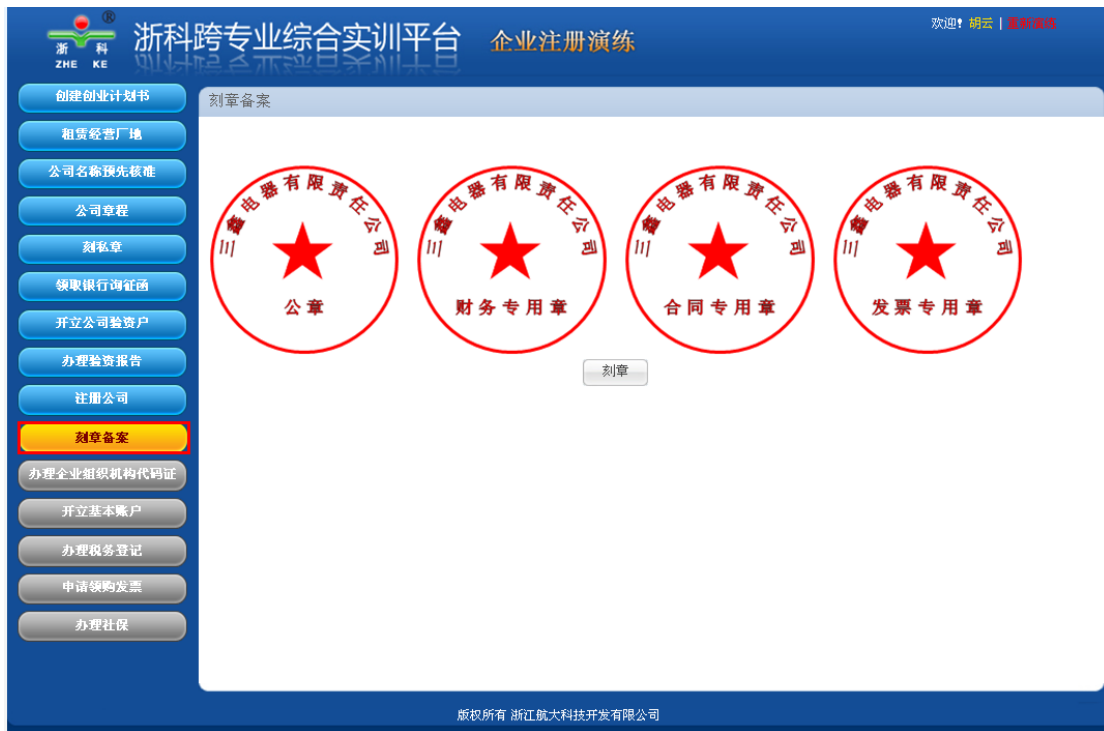 浙科
ZHE KE
®
浙科跨专业综合实训平台
企业注册演练
欢迎! 胡云 | 重新演练
创建创业计划书
租赁经营厂地
公司名称预先核准
公司章程
刻私章
领取银行询证函
开立公司验资户
办理验资报告
注册公司
刻章备案
办理企业组织机构代码证
开立基本账户
办理税务登记
申请领购发票
办理社保
刻章备案
三鑫电器有限责任公司
公章
三鑫电器有限责任公司
财务专用章
三鑫电器有限责任公司
合同专用章
三鑫电器有限责任公司
发票专用章
刻章
版权所有 浙江航大科技开发有限公司